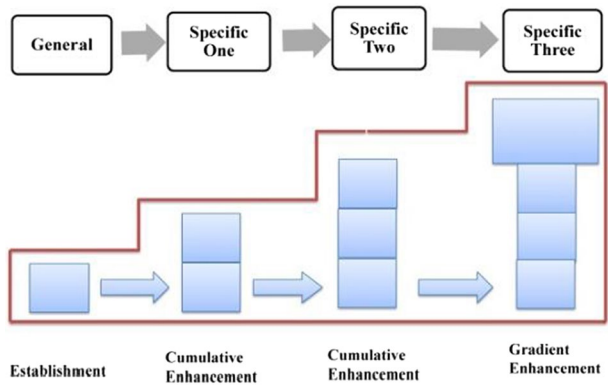 General
Specific
One
Specific
Two
Specific
Three
Establishment
Cumulative
Enhancement
Cumulative
Enhancement
Gradient
Enhancement